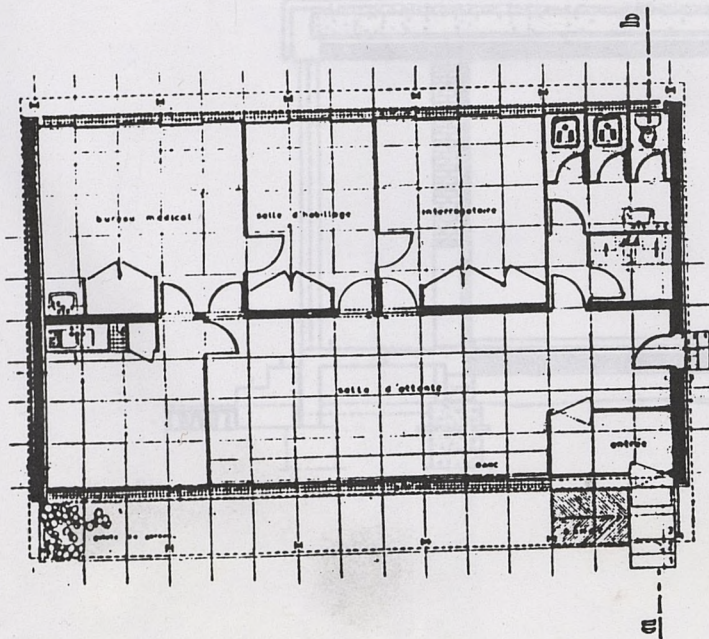 B
bureau médical
salle d'habillage
interrogatoire
salle d'attente
entrée
BANC
B